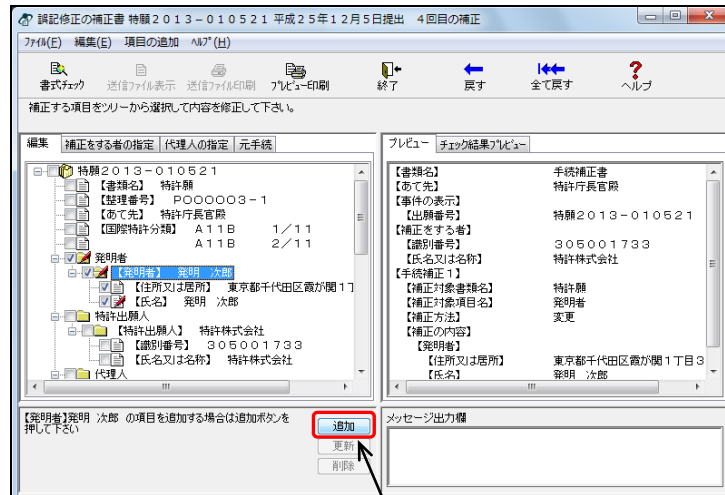 誤記修正の補正書 特願２０１３－０１０５２１ 平成２５年１２月５日提出　４回目の補正
ﾌｧｲﾙ(F)　編集(E)　項目の追加　ﾍﾙﾌﾟ(H)
書式ﾁｪｯｸ　送信ﾌｧｲﾙ表示　送信ﾌｧｲﾙ印刷　ﾌﾟﾚﾋﾞｭｰ印刷　終了　戻す　全て戻す　ヘルプ
補正する項目をツリーから選択して内容を修正して下さい。
編集　補正をする者の指定　代理人の指定　元手続
特願２０１３－０１０５２１
【書類名】　特許願
【整理番号】　Ｐ０００００３－１
【あて先】　特許庁長官殿
【国際特許分類】　Ａ１１Ｂ　　１／１１
Ａ１１Ｂ　　２／１１
発明者
【発明者】　発明　次郎
【住所又は居所】　東京都千代田区霞が関１丁
【氏名】　発明　次郎
特許出願人
【特許出願人】　特許株式会社
【識別番号】　３０５００１７３３
【氏名又は名称】　特許株式会社
代理人
【発明者】発明　次郎　の項目を追加する場合は追加ボタンを
押して下さい
追加
更新
削除
プレビュー　ﾁｪｯｸ結果ﾌﾟﾚﾋﾞｭｰ
【書類名】　手続補正書
【あて先】　特許庁長官殿
【事件の表示】
【出願番号】　特願２０１３－０１０５２１
【補正をする者】
【識別番号】　３０５００１７３３
【氏名又は名称】　特許株式会社
【手続補正１】
【補正対象書類名】　特許願
【補正対象項目名】　発明者
【補正方法】　変更
【補正の内容】
【発明者】
【住所又は居所】　東京都千代田区霞が関１丁目３
【氏名】　発明　次郎
メッセージ出力欄